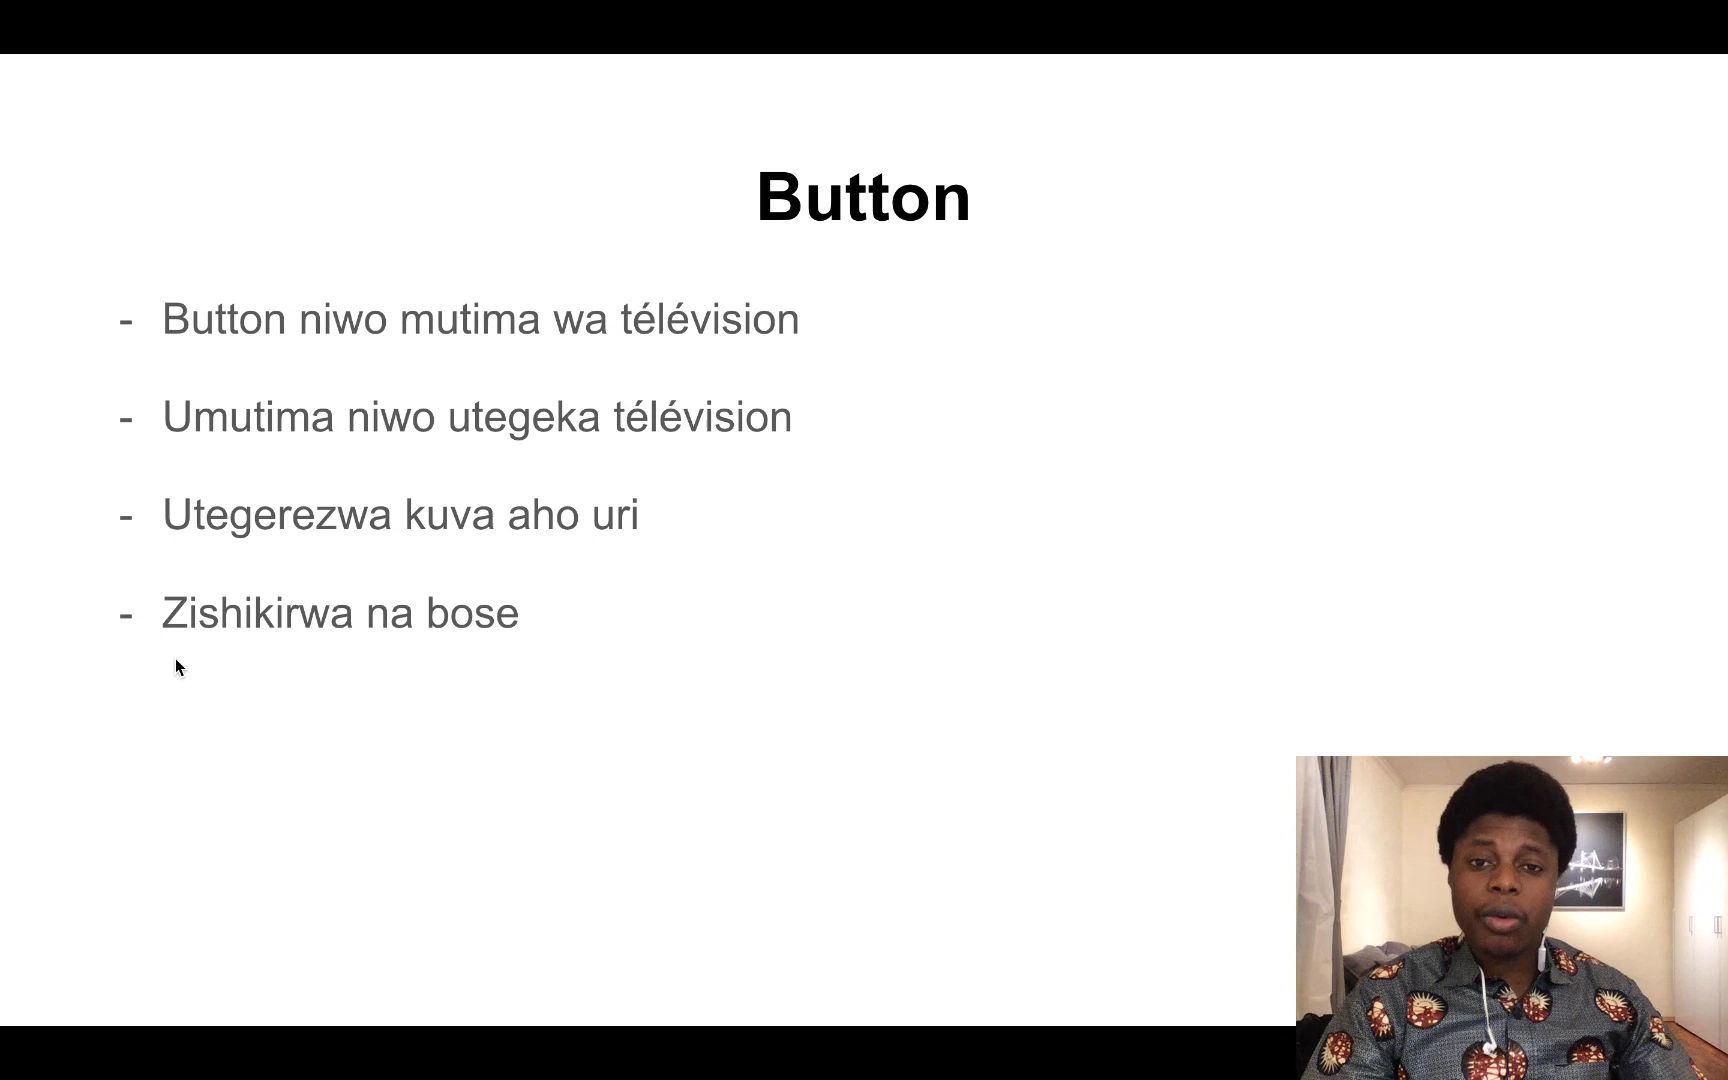 Button
- Button niwo mutima wa télévision
- Umutima niwo utegeka télévision
- Utegerezwa kuva aho uri
- Zishikirwa na bose